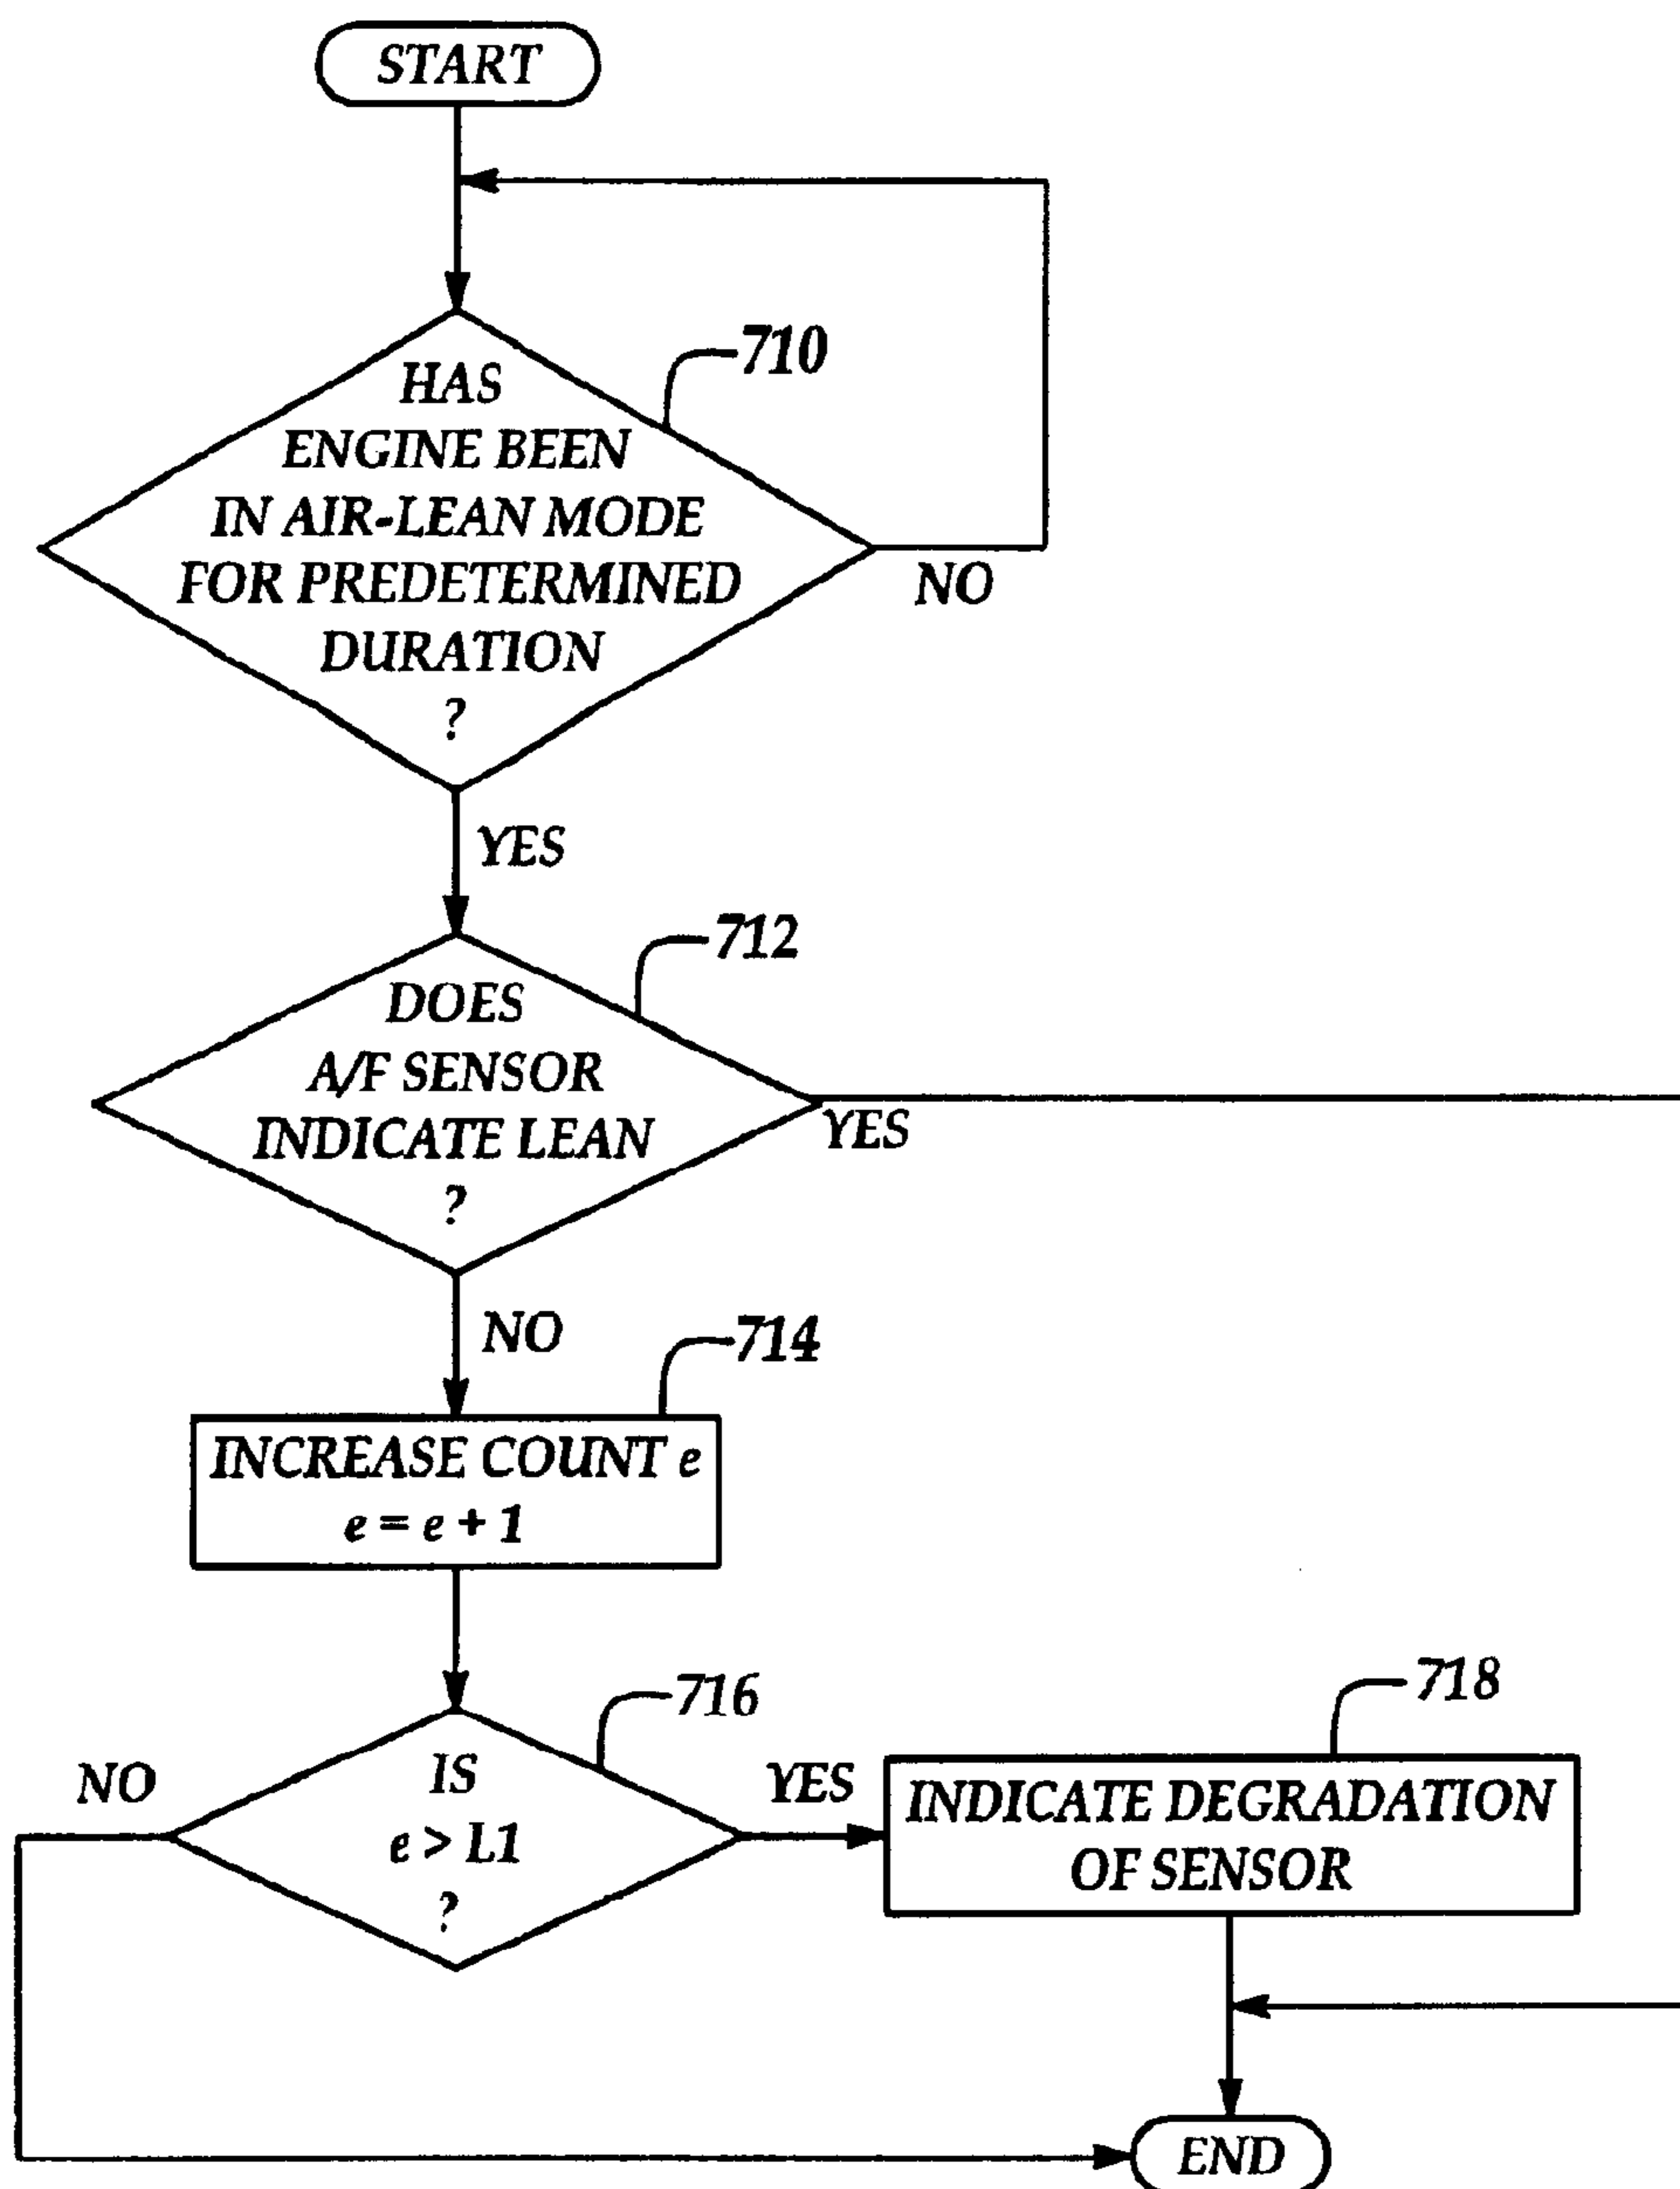 START
710
HAS
ENGINE BEEN
IN AIR-LEAN MODE
FOR PREDETERMINED
DURATION
?
NO
YES
712
DOES
A/F SENSOR
INDICATE LEAN
?
YES
NO
714
INCREASE COUNT e
e = e + 1
716
IS
e > L1
?
NO
YES
718
INDICATE DEGRADATION
OF SENSOR
END